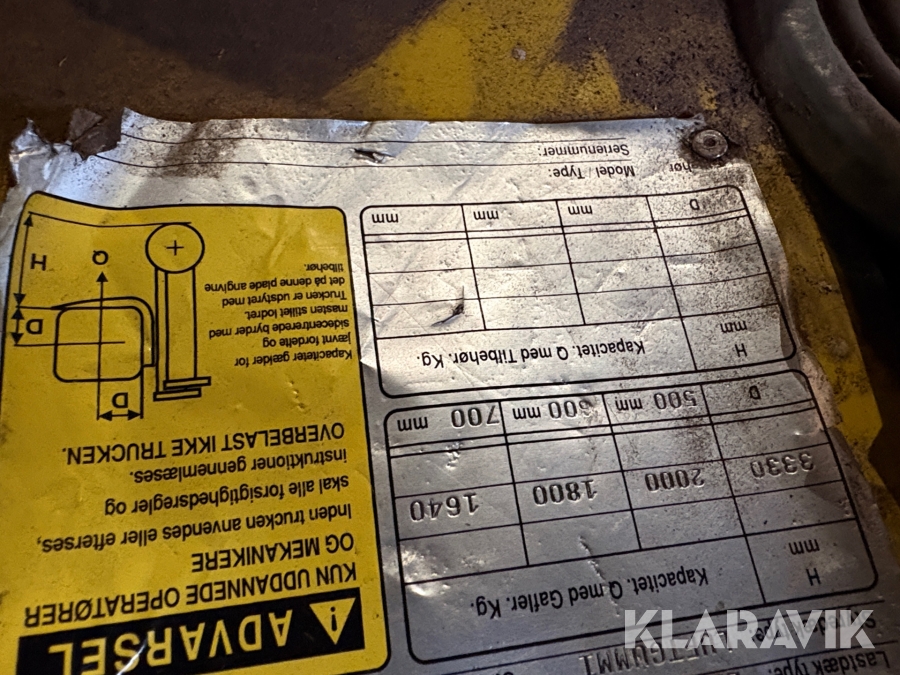 Lastdæk type:
LUFTGUMMI
ADVARSEL
KUN UDDANNEDE OPERATØRER
OG MEKANIKERE
Inden trucken anvendes eller efterses,
skal alle forsigtighedsregler og
instruktioner gennemlæses.
OVERBELAST IKKE TRUCKEN.
Kapaciteter gælder for
jævnt fordelte og
sidecentrerede byrder med
masten stillet lodret.
Trucken er udstyret med
det på denne plade angivne
tilbehør.
D
D
Q
H
H
mm
Kapacitet. Q med Gafler. Kg.
3330
2000
1800
1640
D
500 mm
600 mm
700 mm
H
mm
Kapacitet. Q med Tilbehør. Kg.
D
mm
mm
mm
Model / Type:
Serienummer:
KLARAVIK